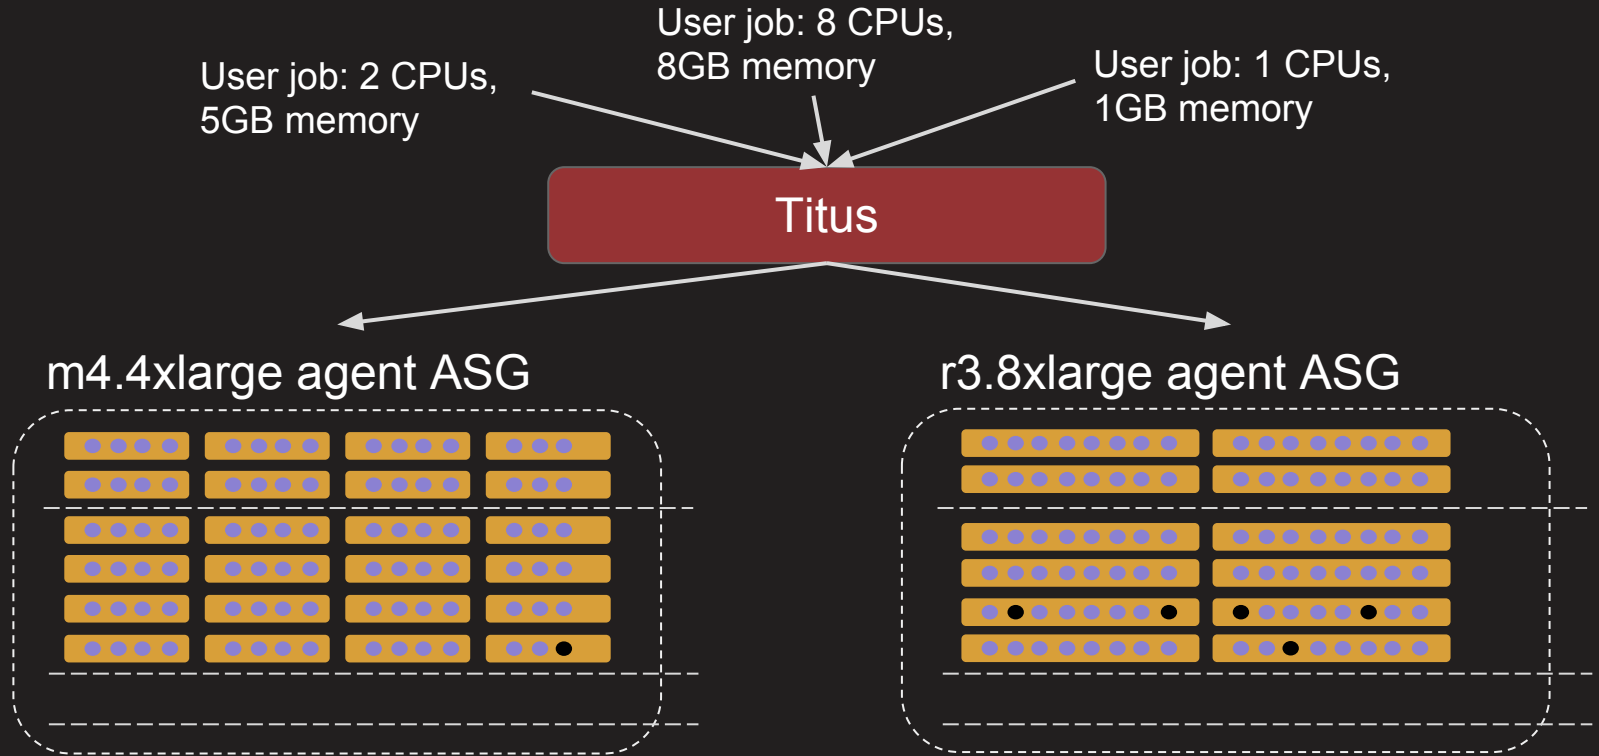 User job: 8 CPUs,
8GB memory
User job: 2 CPUs,
5GB memory
User job: 1 CPUs,
1GB memory
Titus
m4.4xlarge agent ASG
r3.8xlarge agent ASG